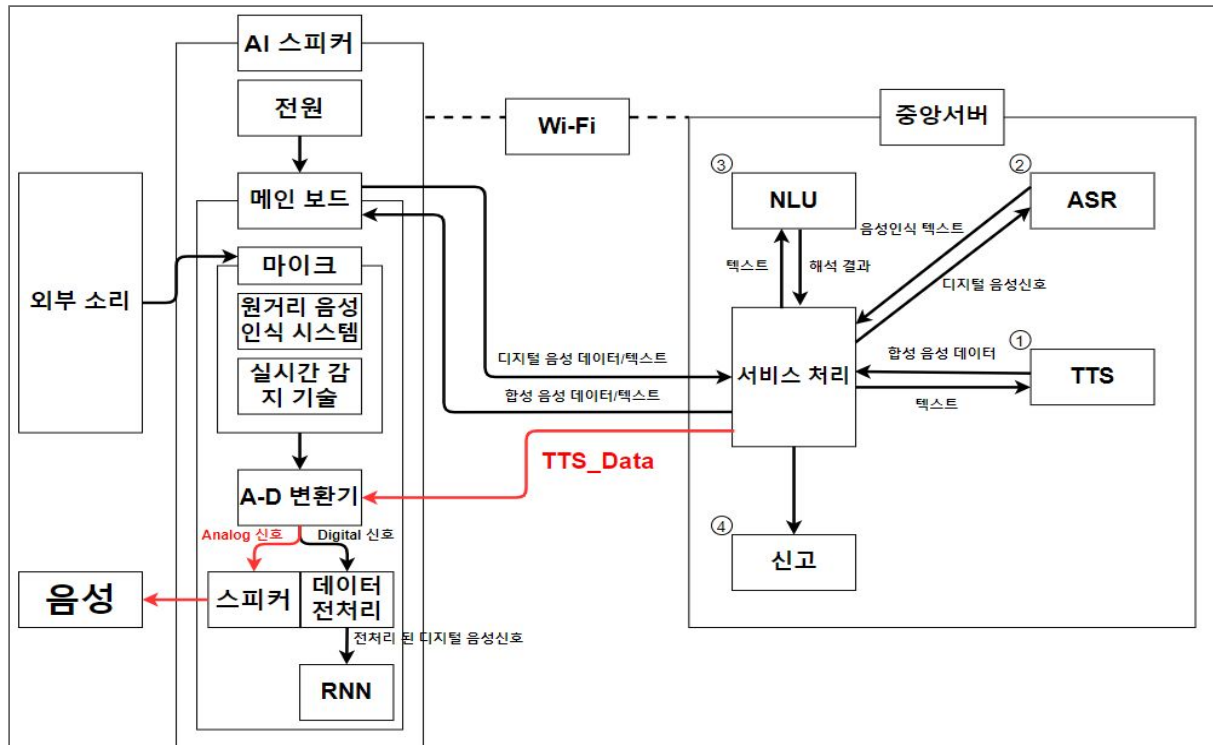 AI 스피커
전원
Wi-Fi
중앙서버
메인 보드
외부 소리
마이크
원거리 음성
인식 시스템
실시간 감
지 기술
A-D 변환기
Analog 신호
Digital 신호
스피커
데이터
전처리
음성
전처리 된 디지털 음성신호
RNN
디지털 음성 데이터/텍스트
합성 음성 데이터/텍스트
TTS_Data
③
NLU
②
ASR
음성인식 텍스트
텍스트
해석 결과
디지털 음성신호
서비스 처리
합성 음성 데이터
①
TTS
텍스트
④
신고